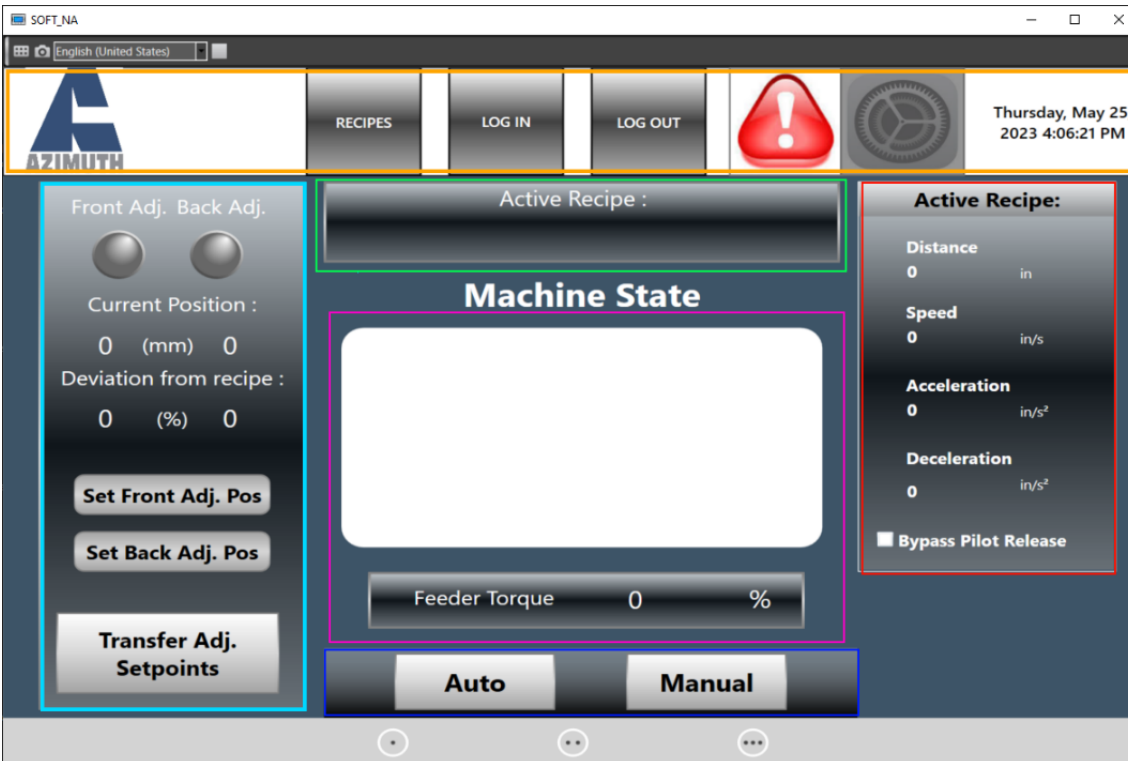 SOFT_NA
English (United States)
AZIMUTH
RECIPES
LOG IN
LOG OUT
Thursday, May 25
2023 4:06:21 PM
Front Adj. Back Adj.
Current Position :
0 (mm) 0
Deviation from recipe :
0 (%) 0
Set Front Adj. Pos
Set Back Adj. Pos
Transfer Adj.
Setpoints
Active Recipe :
Machine State
Feeder Torque 0 %
Auto
Manual
Active Recipe:
Distance
0 in
Speed
0 in/s
Acceleration
0 in/s²
Deceleration
0 in/s²
Bypass Pilot Release